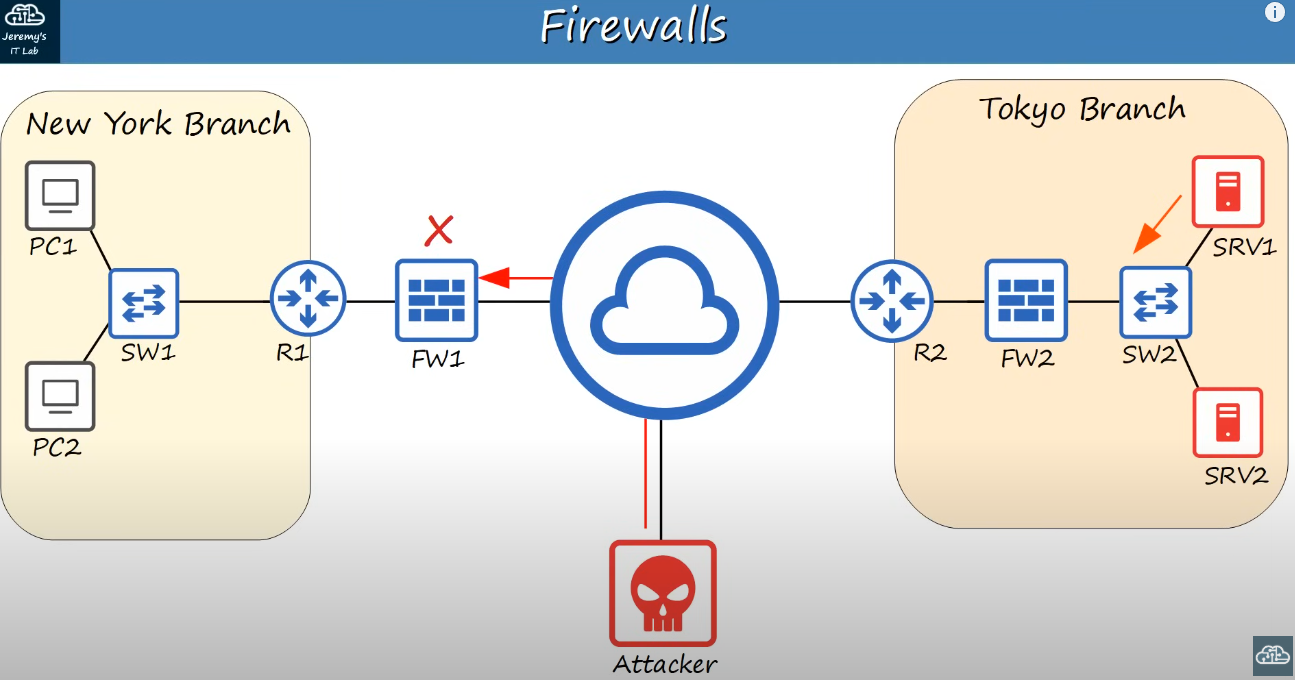 Jeremy's
IT Lab
Firewalls
i
New York Branch
PC1
SW1
PC2
R1
X
FW1
Attacker
Tokyo Branch
R2
FW2
SW2
SRV1
SRV2